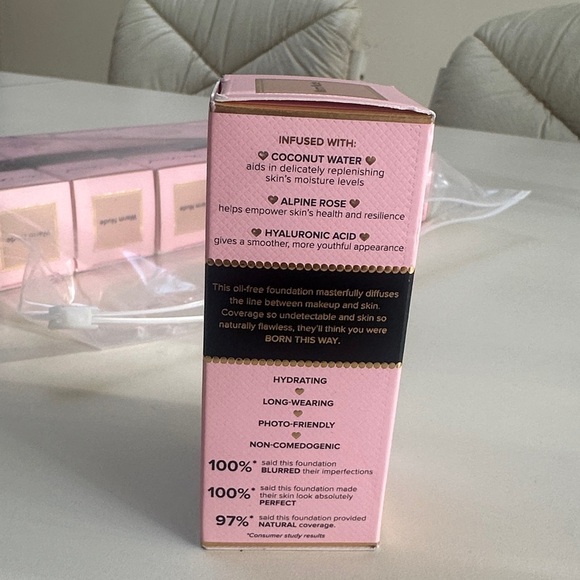 INFUSED WITH:
COCONUT WATER
aids in delicately replenishing
skin's moisture levels
ALPINE ROSE
helps empower skin's health and resilience
HYALURONIC ACID
gives a smoother, more youthful appearance
This oil-free foundation masterfully diffuses
the line between makeup and skin.
Coverage so undetectable and skin so
naturally flawless, they'll think you were
BORN THIS WAY.
HYDRATING
LONG-WEARING
PHOTO-FRIENDLY
NON-COMEDOGENIC
100%* said this foundation
BLURRED their imperfections
100%* said this foundation made
their skin look absolutely
PERFECT
97%* said this foundation provided
NATURAL coverage.
*Consumer study results
Warm Nude
Warm Nude